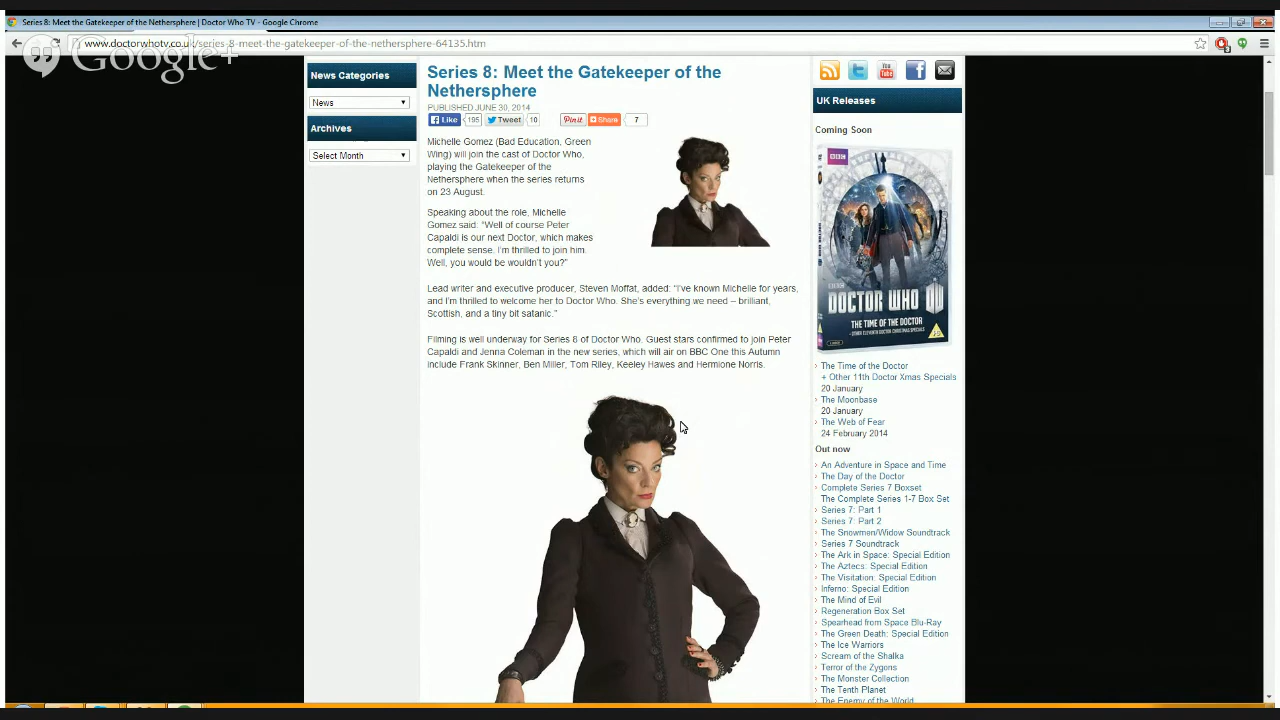 Series 8: Meet the Gatekeeper of the Nethersphere | Doctor Who TV - Google Chrome
www.doctorwhotv.co.uk/series-8-meet-the-gatekeeper-of-the-nethersphere-64135.htm
Google+
News Categories
News
Archives
Select Month
Series 8: Meet the Gatekeeper of the
Nethersphere
PUBLISHED JUNE 30, 2014
Like 195 Tweet 10 Pinit Share 7
Michelle Gomez (Bad Education, Green
Wing) will join the cast of Doctor Who,
playing the Gatekeeper of the
Nethersphere when the series returns
on 23 August.
Speaking about the role, Michelle
Gomez said: “Well of course Peter
Capaldi is our next Doctor, which makes
complete sense. I'm thrilled to join him.
Well, you would be wouldn't you?”
Lead writer and executive producer, Steven Moffat, added: “I've known Michelle for years,
and I'm thrilled to welcome her to Doctor Who. She's everything we need – brilliant,
Scottish, and a tiny bit satanic.”
Filming is well underway for Series 8 of Doctor Who. Guest stars confirmed to join Peter
Capaldi and Jenna Coleman in the new series, which will air on BBC One this Autumn
include Frank Skinner, Ben Miller, Tom Riley, Keeley Hawes and Hermione Norris.
You Tube
UK Releases
Coming Soon
BBC
DOCTOR WHO
THE TIME OF THE DOCTOR
The Time of the Doctor
+ Other 11th Doctor Xmas Specials
20 January
The Moonbase
20 January
The Web of Fear
24 February 2014
Out now
An Adventure in Space and Time
The Day of the Doctor
Complete Series 7 Boxset
The Complete Series 1-7 Box Set
Series 7: Part 1
Series 7: Part 2
The Snowmen/Widow Soundtrack
Series 7 Soundtrack
The Ark in Space: Special Edition
The Aztecs: Special Edition
The Visitation: Special Edition
Inferno: Special Edition
The Mind of Evil
Regeneration Box Set
Spearhead from Space Blu-Ray
The Green Death: Special Edition
The Ice Warriors
Scream of the Shalka
Terror of the Zygons
The Monster Collection
The Tenth Planet
The Enemy of the World